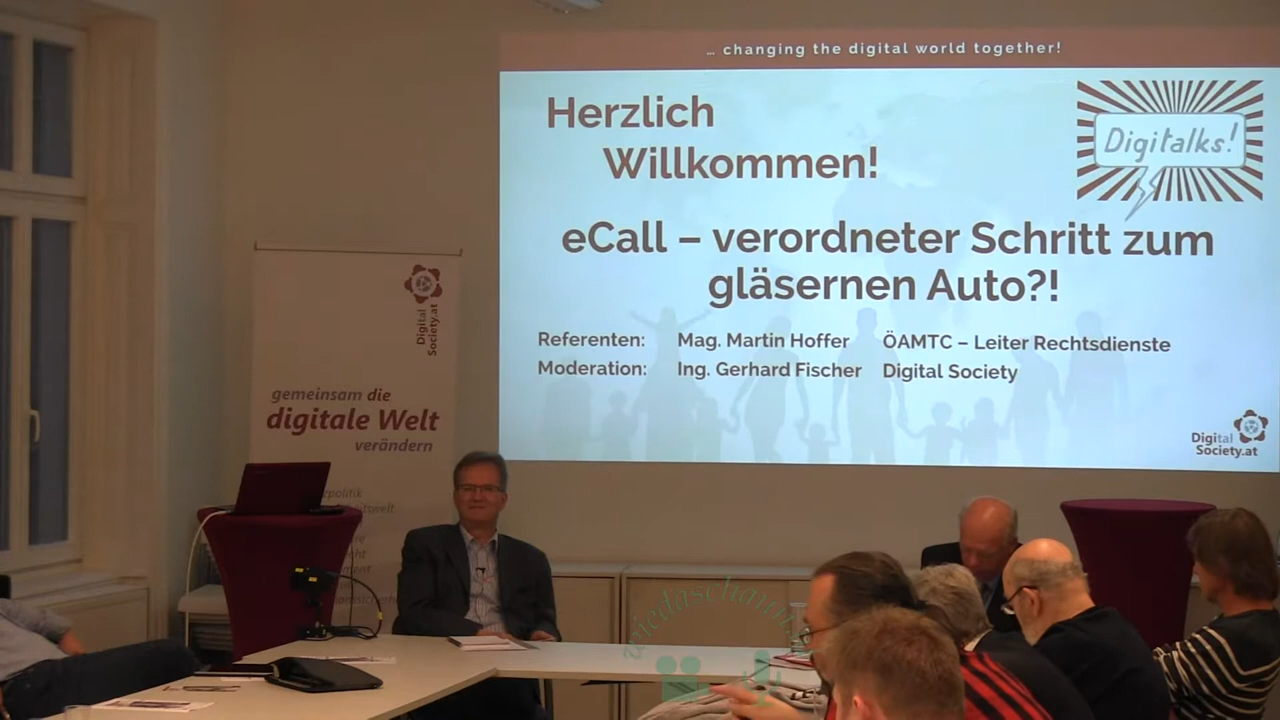 … changing the digital world together!
Herzlich
Willkommen!
Digitalks!
eCall – verordneter Schritt zum
gläsernen Auto?!
Referenten: Mag. Martin Hoffer ÖAMTC – Leiter Rechtsdienste
Moderation: Ing. Gerhard Fischer Digital Society
Digital
Society.at
Digital
Society.at
gemeinsam die
digitale Welt
verändern